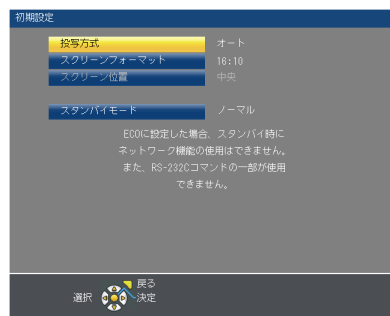 初期設定
投写方式 オート
スクリーンフォーマット 16:10
スクリーン位置 中央
スタンバイモード ノーマル
ECOに設定した場合、スタンバイ時に
ネットワーク機能の使用はできません。
また、RS-232Cコマンドの一部が使用
できません。
戻る
選択 決定